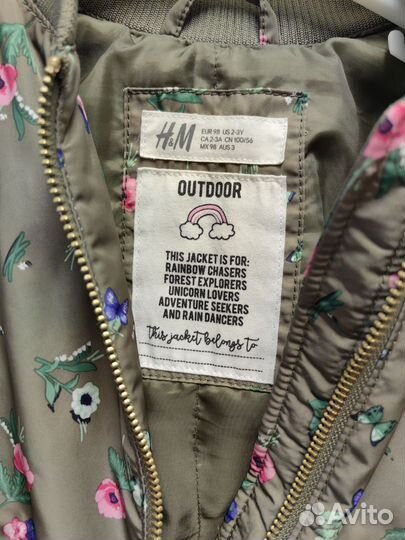 H&M
EUR 98 US 2-3Y
CA 2-3A CN 100/56
MX 98 AUS 3
OUTDOOR
THIS JACKET IS FOR:
RAINBOW CHASERS
FOREST EXPLORERS
UNICORN LOVERS
ADVENTURE SEEKERS
AND RAIN DANCERS
this jacket belongs to
Avito